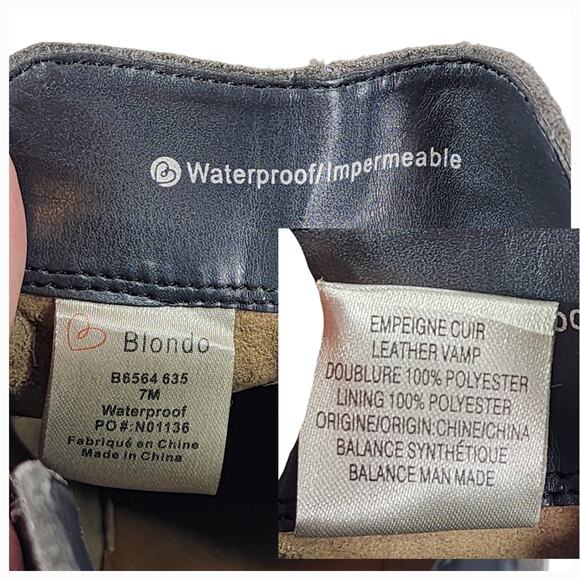 Waterproof/Impermeable
Blondo
B6564 635
7M
Waterproof
PO#:N01136
Fabriqué en Chine
Made in China
EMPEIGNE CUIR
LEATHER VAMP
DOUBLURE 100% POLYESTER
LINING 100% POLYESTER
ORIGINE/ORIGIN:CHINE/CHINA
BALANCE SYNTHÉTIQUE
BALANCE MAN MADE